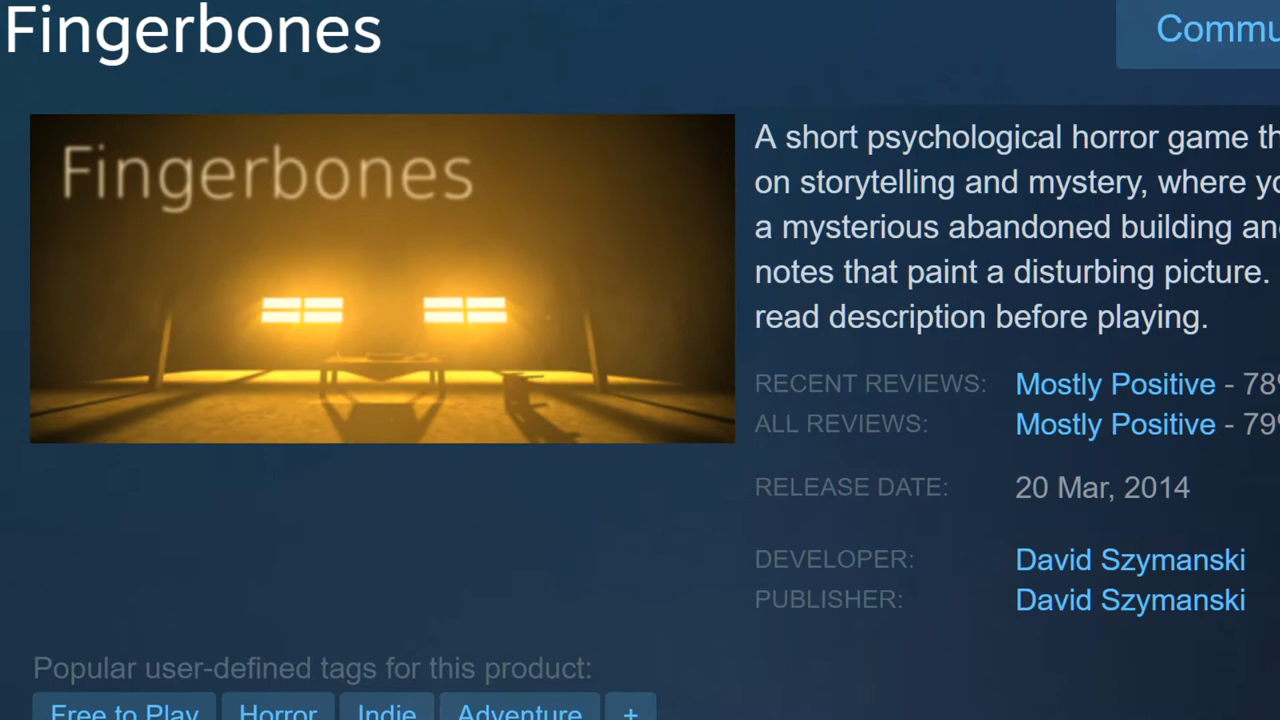 Fingerbones
Commu
Fingerbones
A short psychological horror game th
on storytelling and mystery, where yo
a mysterious abandoned building an
notes that paint a disturbing picture.
read description before playing.
RECENT REVIEWS: Mostly Positive - 78%
ALL REVIEWS: Mostly Positive - 79%
RELEASE DATE: 20 Mar, 2014
DEVELOPER: David Szymanski
PUBLISHER: David Szymanski
Popular user-defined tags for this product:
Free to Play Horror Indie Adventure +